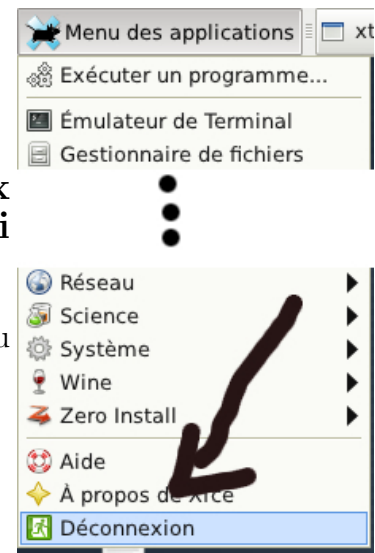 Menu des applications
xt
Exécuter un programme...
Émulateur de Terminal
Gestionnaire de fichiers
x
i
Réseau
Science
u
Système
Wine
Zero Install
Aide
À propos de Xfce
Déconnexion